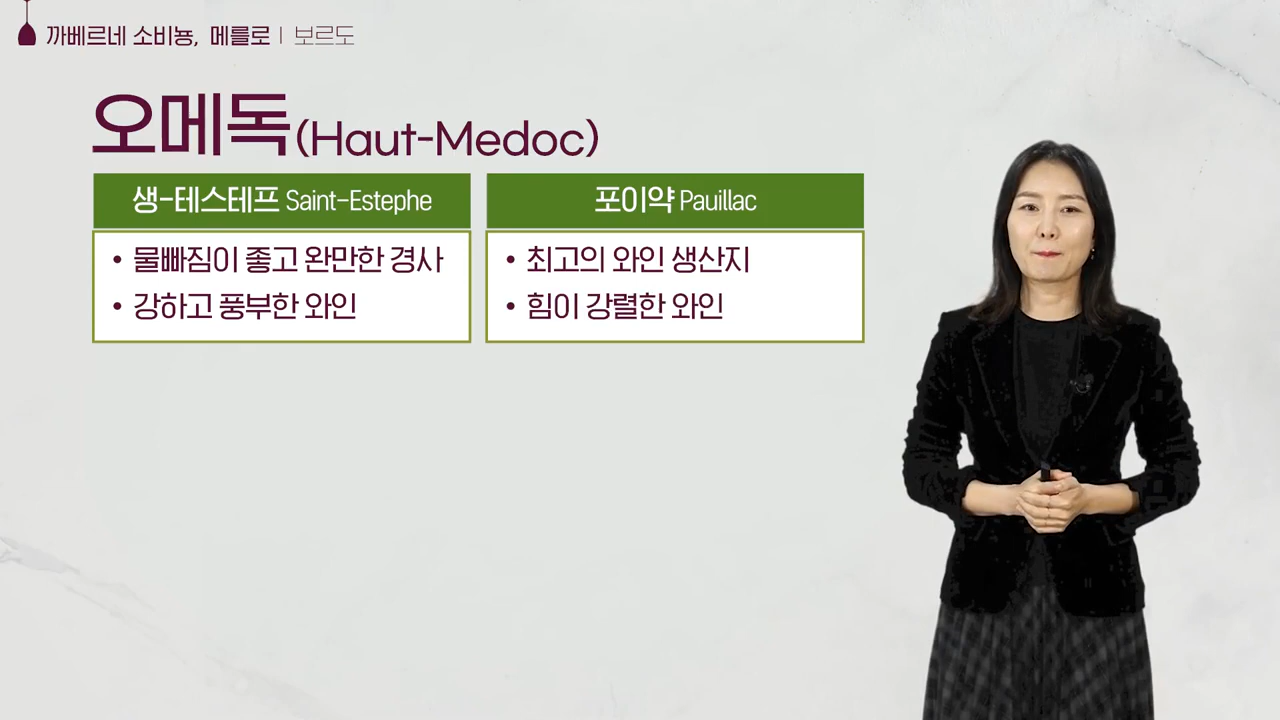 까베르네 소비뇽, 메를로 | 보르도
오메독(Haut-Medoc)
생-테스테프 Saint-Estephe
• 물빠짐이 좋고 완만한 경사
• 강하고 풍부한 와인
포이약 Pauillac
• 최고의 와인 생산지
• 힘이 강렬한 와인